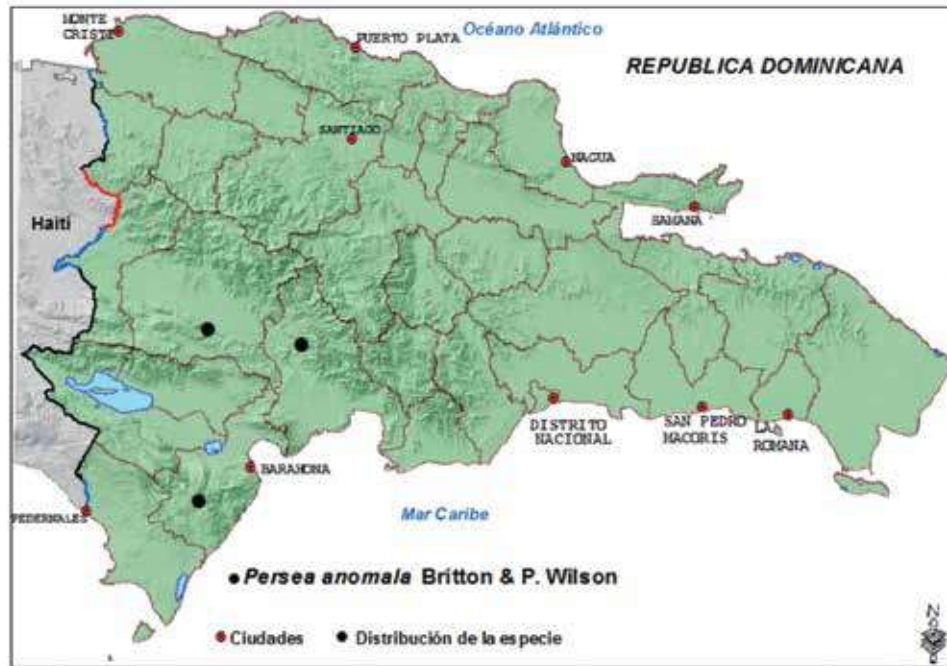 MONTE
CRISTI
PUERTO PLATA
Océano Atlántico
REPUBLICA DOMINICANA
SANTIAGO
NAGUA
SAMANA
Haití
DISTRITO
NACIONAL
SAN PEDRO
MACORIS
LA
ROMANA
BARAHONA
PEDERNALES
Mar Caribe
Persea anomala Britton & P. Wilson
Ciudades
Distribución de la especie